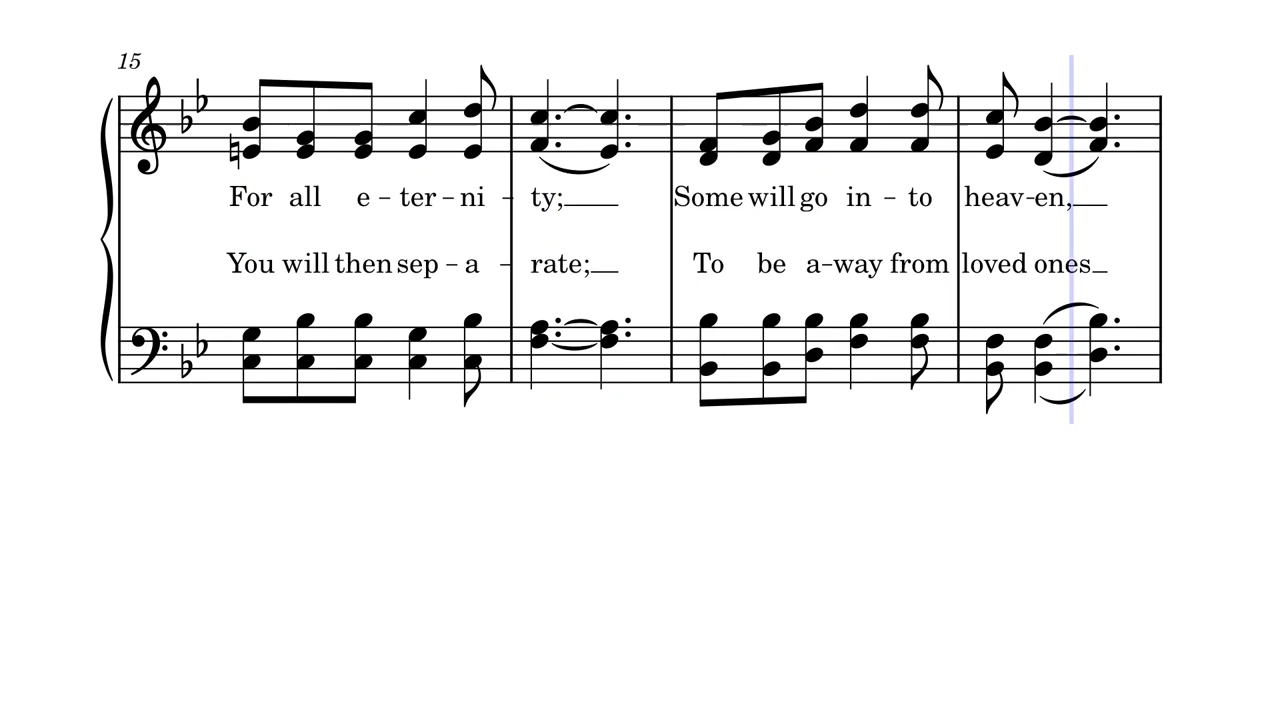 15
For all e – ter – ni – ty; Some will go in – to heav-en,
You will then sep – a – rate; To be a–way from loved ones